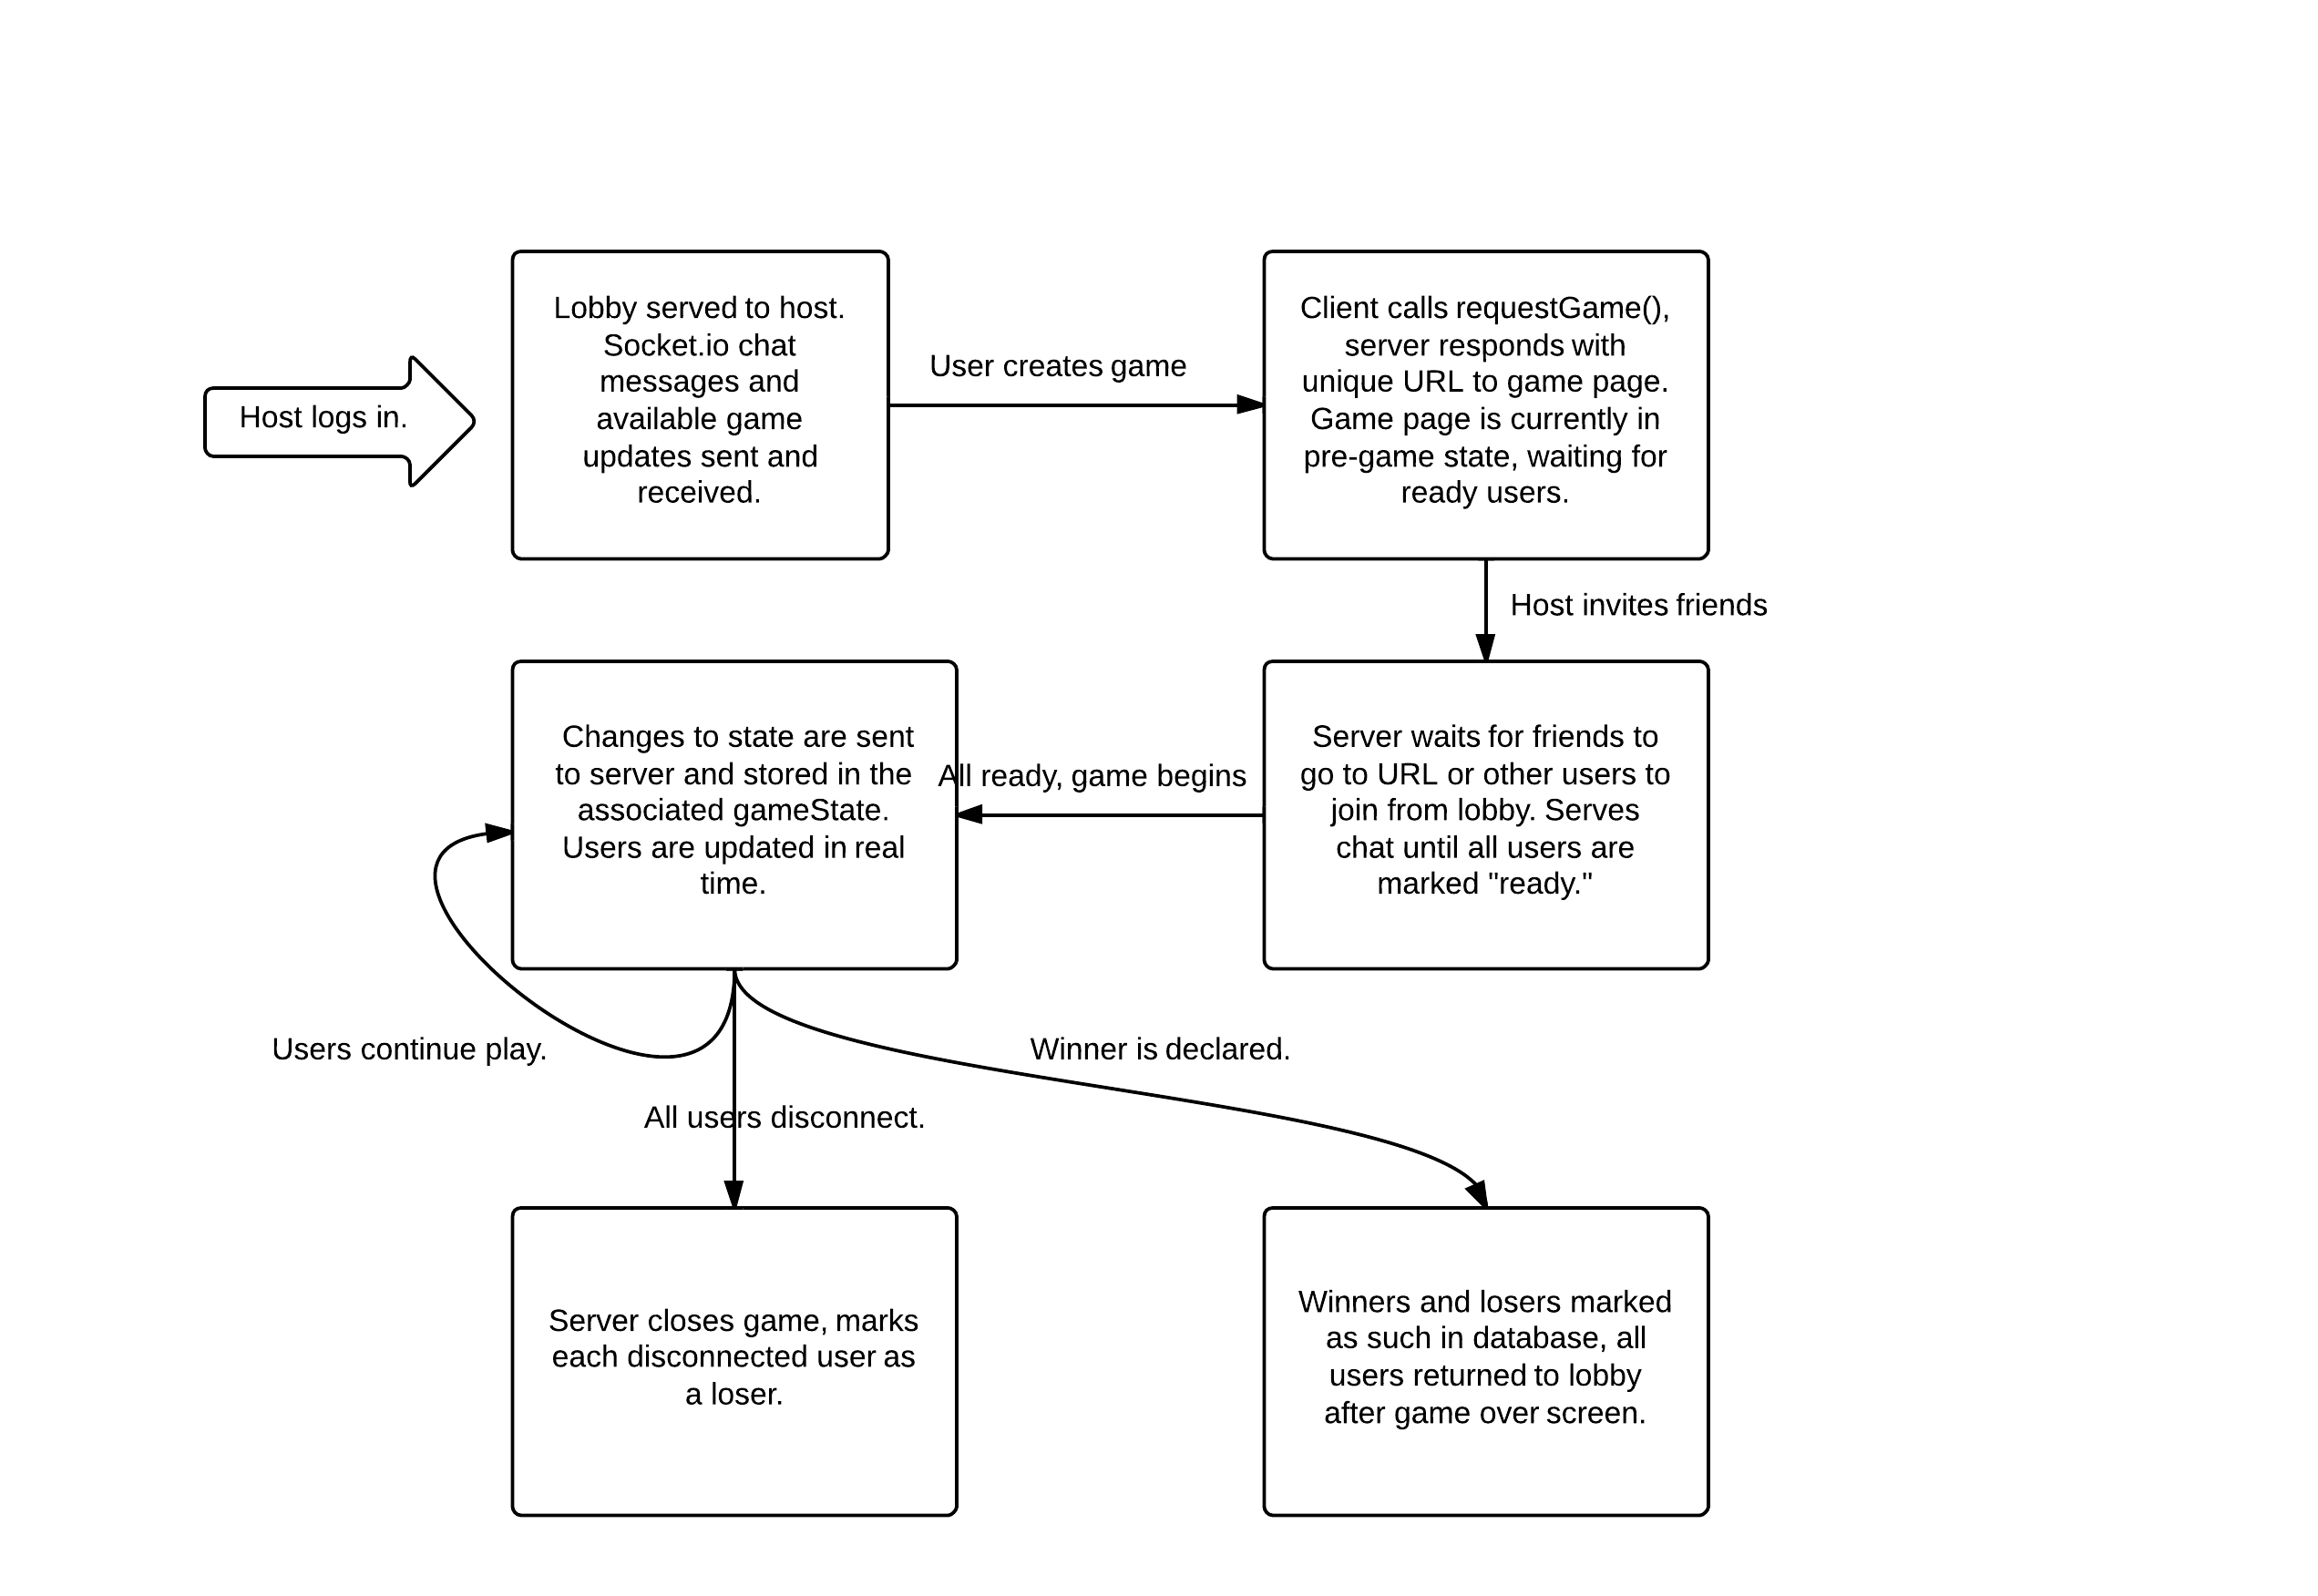 Host logs in.
Lobby served to host.
Socket.io chat
messages and
available game
updates sent and
received.
User creates game
Client calls requestGame(),
server responds with
unique URL to game page.
Game page is currently in
pre-game state, waiting for
ready users.
Host invites friends
Server waits for friends to
go to URL or other users to
join from lobby. Serves
chat until all users are
marked "ready."
All ready, game begins
Changes to state are sent
to server and stored in the
associated gameState.
Users are updated in real
time.
Users continue play.
All users disconnect.
Winner is declared.
Server closes game, marks
each disconnected user as
a loser.
Winners and losers marked
as such in database, all
users returned to lobby
after game over screen.